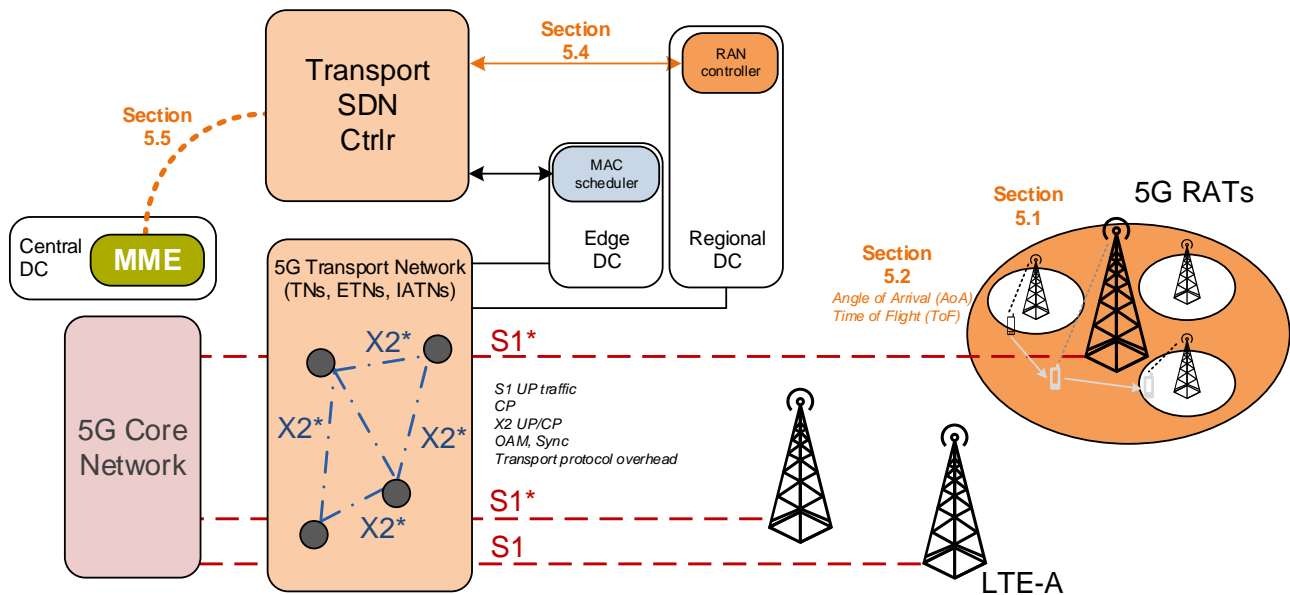 Section
5.4
RAN
controller
Transport
SDN
Ctrlr
Section
5.5
MAC
scheduler
5G RATs
Section
5.1
Central
DC
MME
Edge
DC
Regional
DC
Section
5.2
Angle of Arrival (AoA)
Time of Flight (ToF)
5G Transport Network
(TNs, ETNs, IATNs)
X2*
X2*
X2*
X2*
S1*
S1 UP traffic
CP
X2 UP/CP
OAM, Sync
Transport protocol overhead
5G Core
Network
S1*
S1
LTE-A